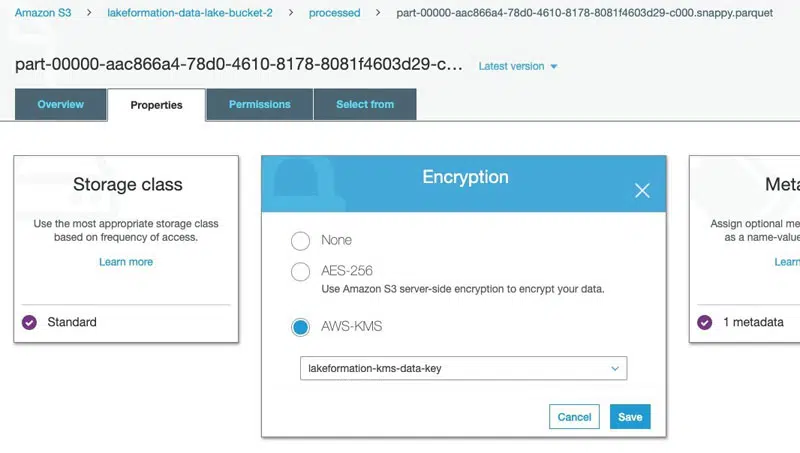 Amazon S3 > lakeformation-data-lake-bucket-2 > processed > part-00000-aac866a4-78d0-4610-8178-8081f4603d29-c000.snappy.parquet
part-00000-aac866a4-78d0-4610-8178-8081f4603d29-c... Latest version
Overview Properties Permissions Select from
Storage class
Use the most appropriate storage class
based on frequency of access.
Learn more
Standard
Encryption
None
AES-256
Use Amazon S3 server-side encryption to encrypt your data.
AWS-KMS
lakeformation-kms-data-key
Cancel Save
Meta
Assign optional me
as a name-value
Learn
1 metadata